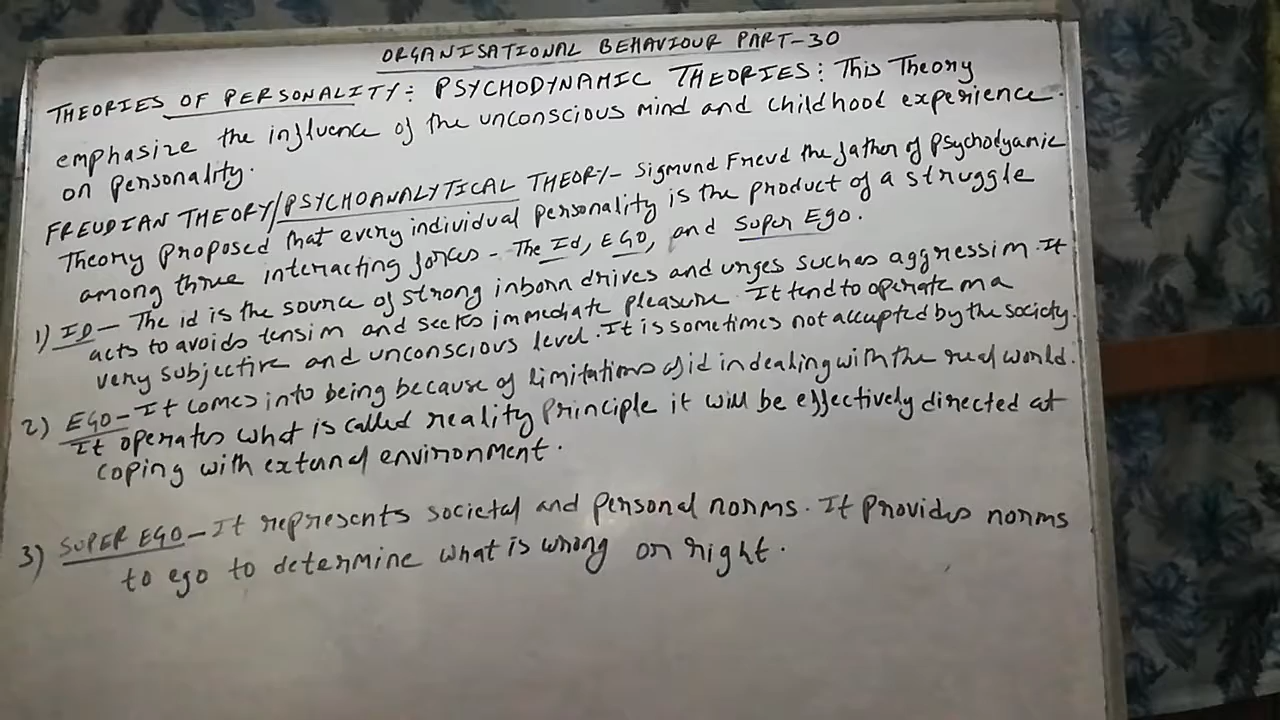 ORGANISATIONAL BEHAVIOUR PART-30
THEORIES OF PERSONALITY: PSYCHODYNAMIC THEORIES: This Theory
emphasize the influence of the unconscious mind and childhood experience.
on personality.
FREUDIAN THEORY/PSYCHOANALYTICAL THEORY- Sigmund Freud the father of Psychodyamic
Theory proposed that every individual personality is the product of a struggle
among three interacting forces - The Id, EGO, and Super Ego.
1) ID- The id is the source of strong inborn drives and urges such as aggression. It
acts to avoids tension and seeks immediate pleasure. It tend to operate on a
very subjective and unconscious level. It is sometimes not accepted by the society.
2) EGO- It comes into being because of limitations of id in dealing with the real world.
It operates what is called reality principle it will be effectively directed at
coping with external environment.
3) SUPER EGO- It represents societal and personal norms. It provides norms
to ego to determine what is wrong or right.